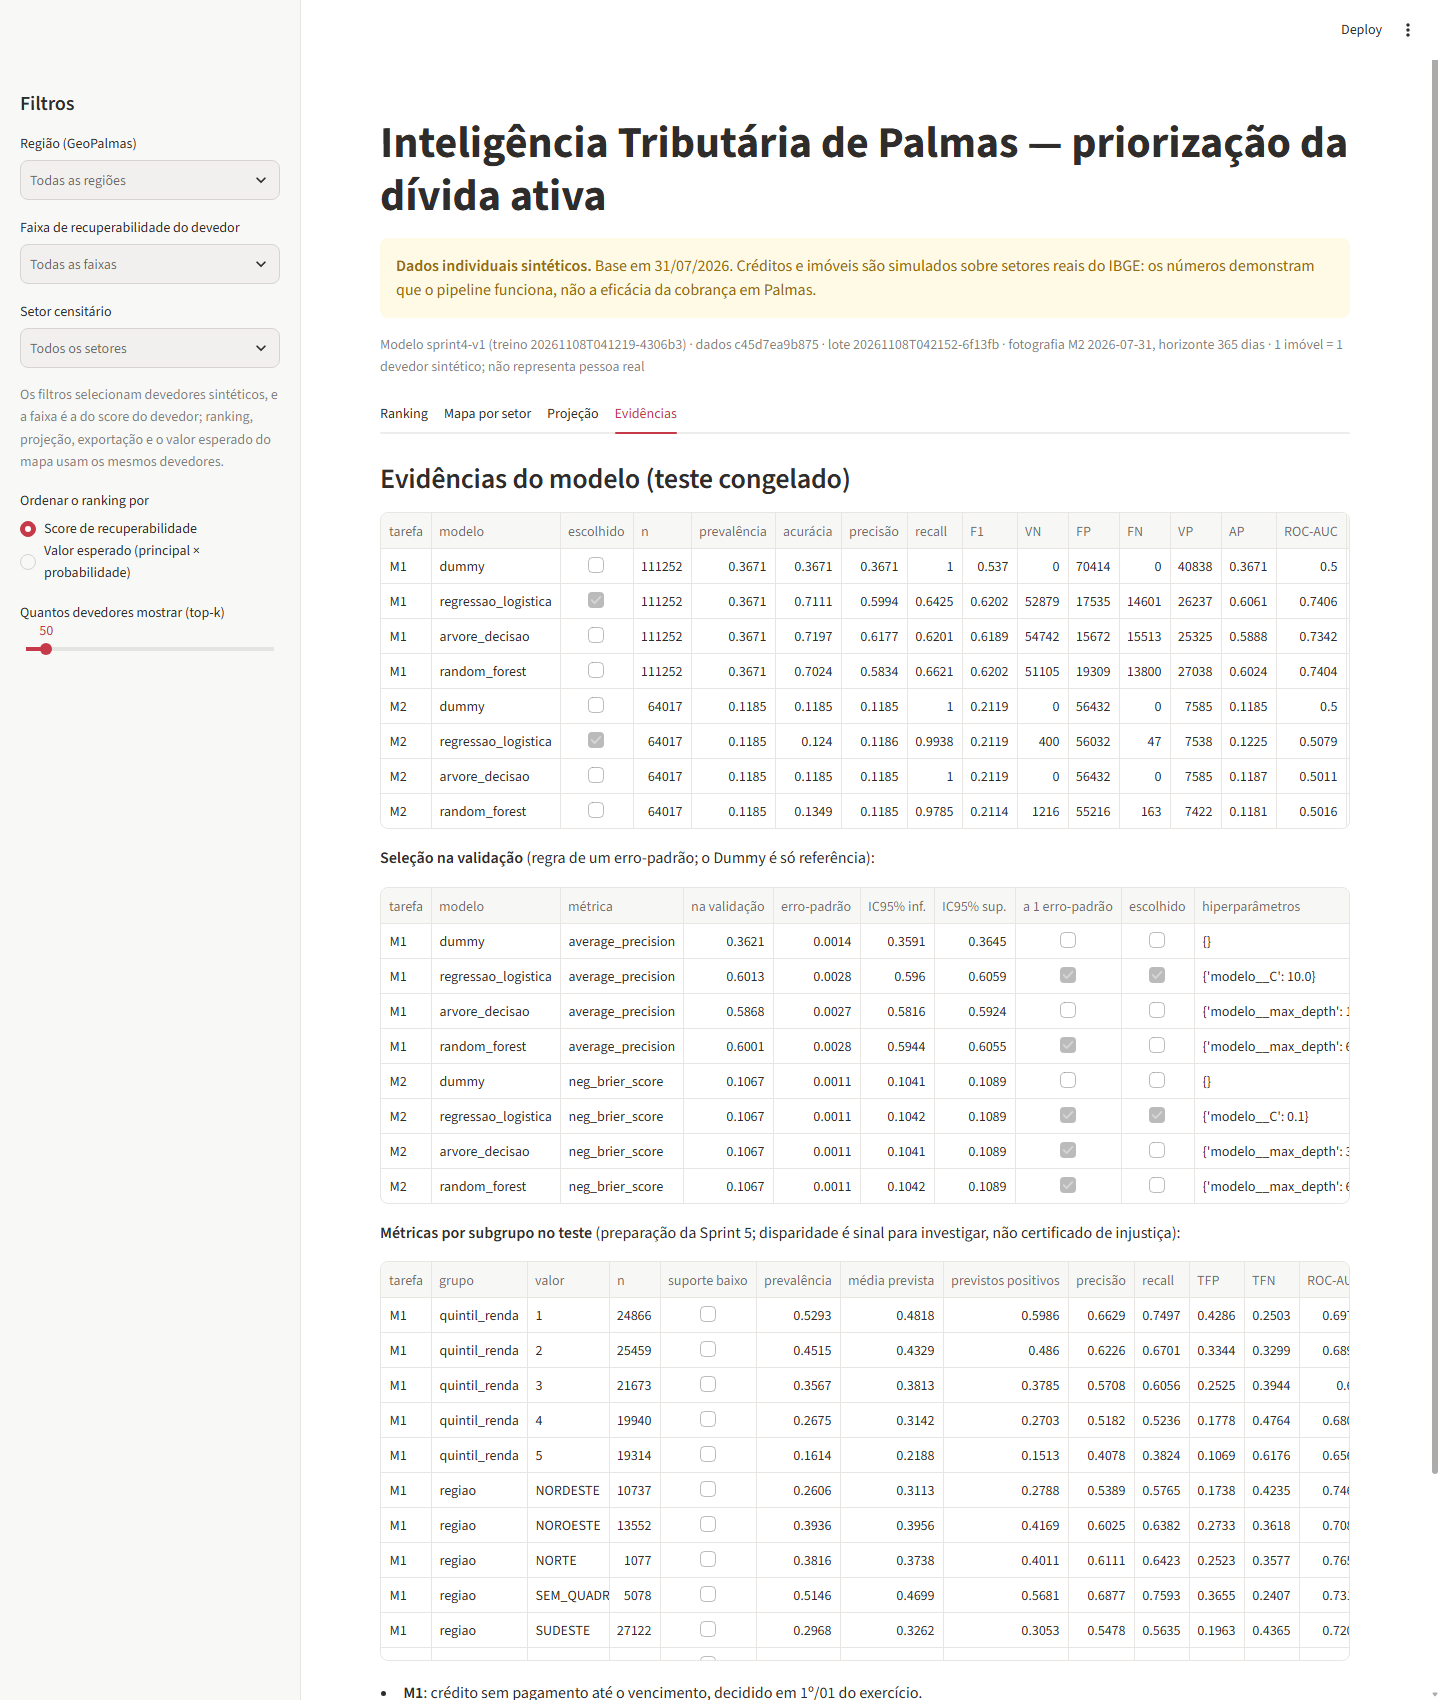 Deploy
Filtros
Região (GeoPalmas)
Todas as regiões
Faixa de recuperabilidade do devedor
Todas as faixas
Setor censitário
Todos os setores
Os filtros selecionam devedores sintéticos, e
a faixa é a do score do devedor; ranking,
projeção, exportação e o valor esperado do
mapa usam os mesmos devedores.
Ordenar o ranking por
Score de recuperabilidade
Valor esperado (principal ×
probabilidade)
Quantos devedores mostrar (top-k)
50
Inteligência Tributária de Palmas — priorização da
dívida ativa
Dados individuais sintéticos. Base em 31/07/2026. Créditos e imóveis são simulados sobre setores reais do IBGE: os números demonstram
que o pipeline funciona, não a eficácia da cobrança em Palmas.
Modelo sprint4-v1 (treino 20261108T041219-4306b3) · dados c45d7ea9b875 · lote 20261108T042152-6f13fb · fotografia M2 2026-07-31, horizonte 365 dias · 1 imóvel = 1
devedor sintético; não representa pessoa real
Ranking Mapa por setor Projeção Evidências
Evidências do modelo (teste congelado)
tarefa modelo escolhido n prevalência acurácia precisão recall F1 VN FP FN VP AP ROC-AUC
M1 dummy 111252 0.3671 0.3671 0.3671 1 0.537 0 70414 0 40838 0.3671 0.5
M1 regressao_logistica 111252 0.3671 0.7111 0.5994 0.6425 0.6202 52879 17535 14601 26237 0.6061 0.7406
M1 arvore_decisao 111252 0.3671 0.7197 0.6177 0.6201 0.6189 54742 15672 15513 25325 0.5888 0.7342
M1 random_forest 111252 0.3671 0.7024 0.5834 0.6621 0.6202 51105 19309 13800 27038 0.6024 0.7404
M2 dummy 64017 0.1185 0.1185 0.1185 1 0.2119 0 56432 0 7585 0.1185 0.5
M2 regressao_logistica 64017 0.1185 0.124 0.1186 0.9938 0.2119 400 56032 47 7538 0.1225 0.5079
M2 arvore_decisao 64017 0.1185 0.1185 0.1185 1 0.2119 0 56432 0 7585 0.1187 0.5011
M2 random_forest 64017 0.1185 0.1349 0.1185 0.9785 0.2114 1216 55216 163 7422 0.1181 0.5016
Seleção na validação (regra de um erro-padrão; o Dummy é só referência):
tarefa modelo métrica na validação erro-padrão IC95% inf. IC95% sup. a 1 erro-padrão escolhido hiperparâmetros
M1 dummy average_precision 0.3621 0.0014 0.3591 0.3645 {}
M1 regressao_logistica average_precision 0.6013 0.0028 0.596 0.6059 {'modelo__C': 10.0}
M1 arvore_decisao average_precision 0.5868 0.0027 0.5816 0.5924 {'modelo__max_depth':
M1 random_forest average_precision 0.6001 0.0028 0.5944 0.6055 {'modelo__max_depth':
M2 dummy neg_brier_score 0.1067 0.0011 0.1041 0.1089 {}
M2 regressao_logistica neg_brier_score 0.1067 0.0011 0.1042 0.1089 {'modelo__C': 0.1}
M2 arvore_decisao neg_brier_score 0.1067 0.0011 0.1041 0.1089 {'modelo__max_depth':
M2 random_forest neg_brier_score 0.1067 0.0011 0.1042 0.1089 {'modelo__max_depth':
Métricas por subgrupo no teste (preparação da Sprint 5; disparidade é sinal para investigar, não certificado de injustiça):
tarefa grupo valor n suporte baixo prevalência média prevista previstos positivos precisão recall TFP TFN ROC-AU
M1 quintil_renda 1 24866 0.5293 0.4818 0.5986 0.6629 0.7497 0.4286 0.2503
M1 quintil_renda 2 25459 0.4515 0.4329 0.486 0.6226 0.6701 0.3344 0.3299
M1 quintil_renda 3 21673 0.3567 0.3813 0.3785 0.5708 0.6056 0.2525 0.3944
M1 quintil_renda 4 19940 0.2675 0.3142 0.2703 0.5182 0.5236 0.1778 0.4764
M1 quintil_renda 5 19314 0.1614 0.2188 0.1513 0.4078 0.3824 0.1069 0.6176
M1 regiao NORDESTE 10737 0.2606 0.3113 0.2788 0.5389 0.5765 0.1738 0.4235
M1 regiao NOROESTE 13552 0.3936 0.3956 0.4169 0.6025 0.6382 0.2733 0.3618
M1 regiao NORTE 1077 0.3816 0.3738 0.4011 0.6111 0.6423 0.2523 0.3577
M1 regiao SEM_QUADR 5078 0.5146 0.4699 0.5681 0.6877 0.7593 0.3655 0.2407
M1 regiao SUDESTE 27122 0.2968 0.3262 0.3053 0.5478 0.5635 0.1963 0.4365
• M1: crédito sem pagamento até o vencimento, decidido em 1º/01 do exercício.